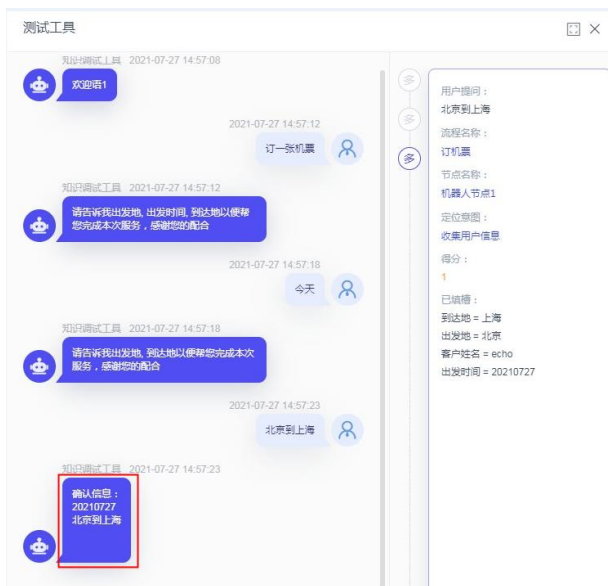 测试工具
知识调试工具 2021-07-27 14:57:08
欢迎语1
2021-07-27 14:57:12
订一张机票
知识调试工具 2021-07-27 14:57:12
请告诉我出发地, 出发时间, 到达地以便帮
您完成本次服务，感谢您的配合
2021-07-27 14:57:18
今天
知识调试工具 2021-07-27 14:57:18
请告诉我出发地, 到达地以便帮您完成本次
服务，感谢您的配合
2021-07-27 14:57:23
北京到上海
知识调试工具 2021-07-27 14:57:23
确认信息：
20210727
北京到上海
多
多
多
用户提问：
北京到上海
流程名称：
订机票
节点名称：
机器人节点1
定位意图：
收集用户信息
得分：
1
已填槽：
到达地 = 上海
出发地 = 北京
客户姓名 = echo
出发时间 = 20210727